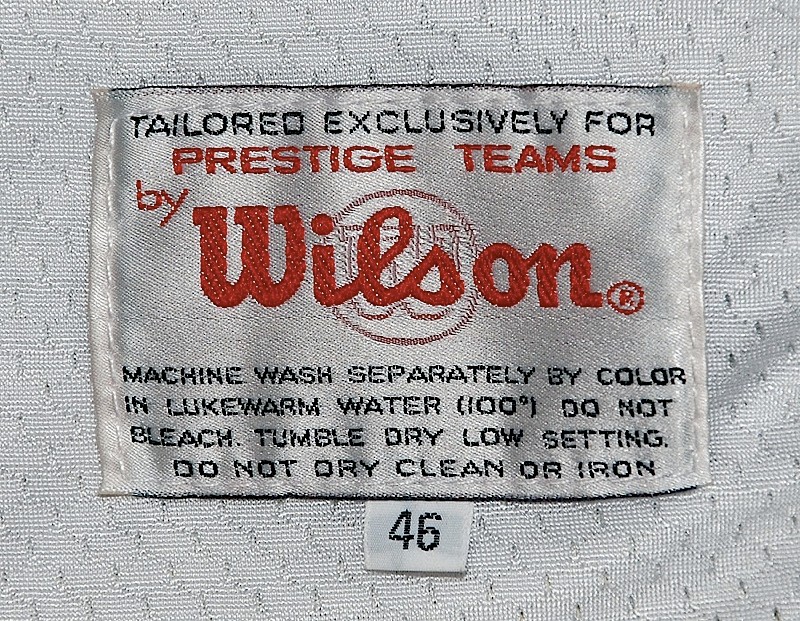 TAILORED EXCLUSIVELY FOR
PRESTIGE TEAMS
by
Wilson®
MACHINE WASH SEPARATELY BY COLOR
IN LUKEWARM WATER (100°) DO NOT
BLEACH. TUMBLE DRY LOW SETTING.
DO NOT DRY CLEAN OR IRON
46